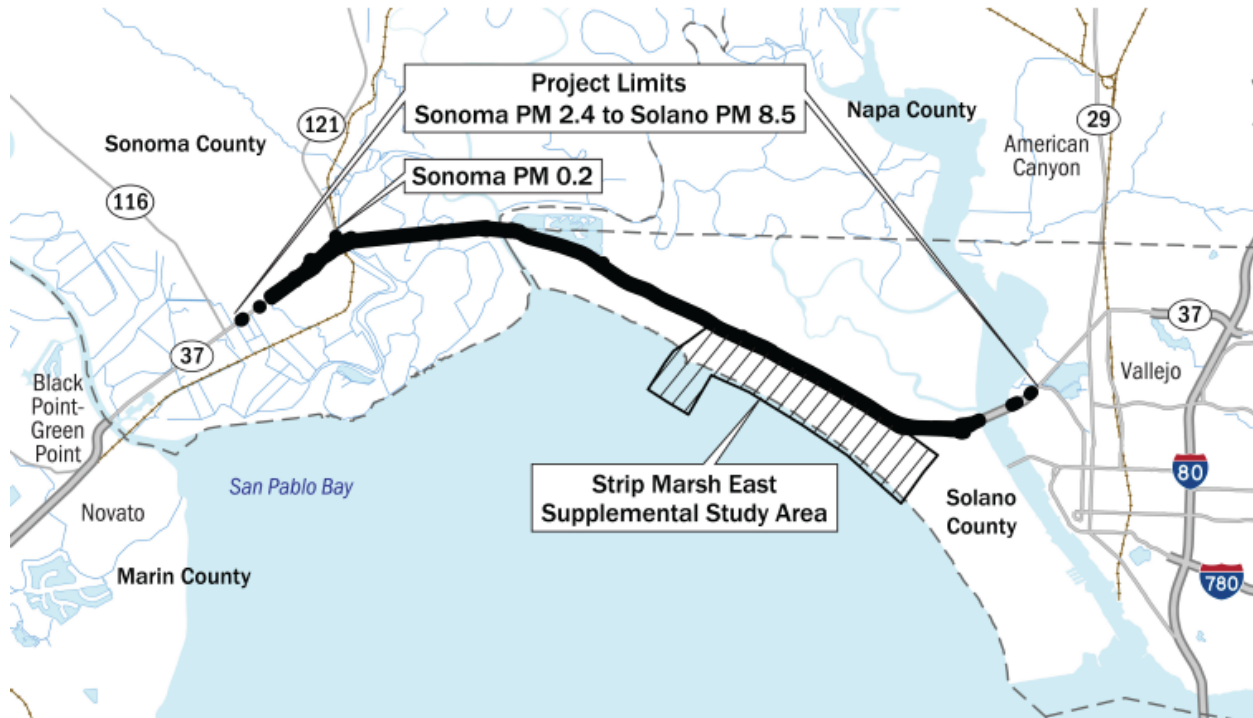 Project Limits
Sonoma PM 2.4 to Solano PM 8.5
Napa County
121
29
Sonoma County
American
Canyon
Sonoma PM 0.2
116
37
37
Black
Point-
Green
Point
Vallejo
San Pablo Bay
Strip Marsh East
Supplemental Study Area
80
Solano
County
Novato
Marin County
780